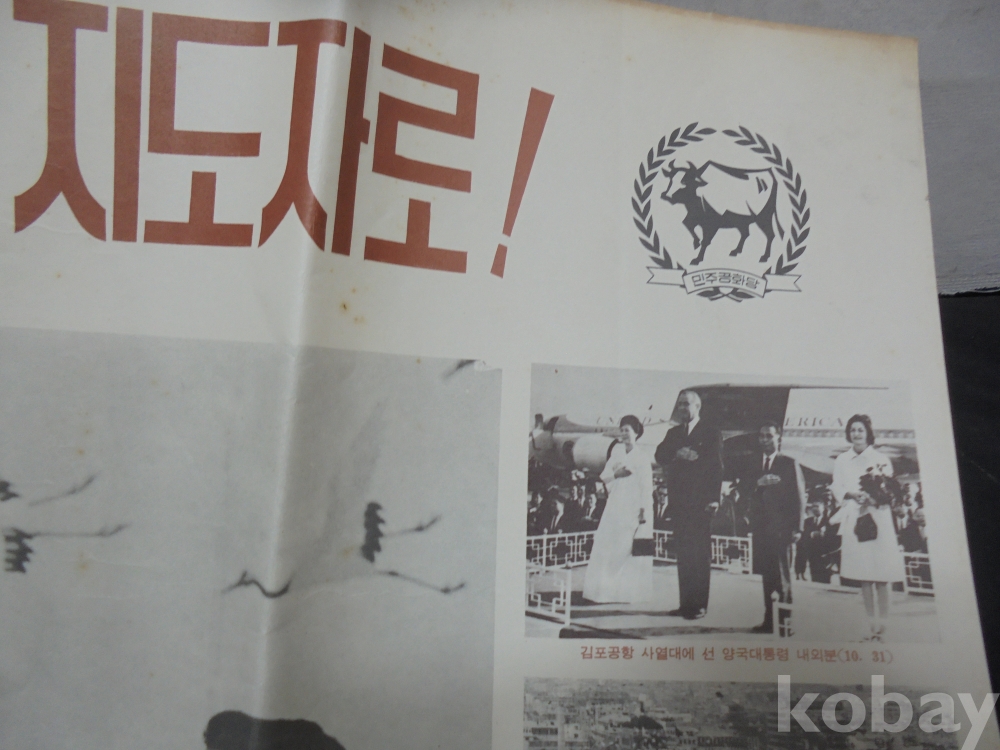 지도자로!
민주공화당
ERICA
김포공항 사열대에 선 양국대통령 내외분(10. 31)
kobay